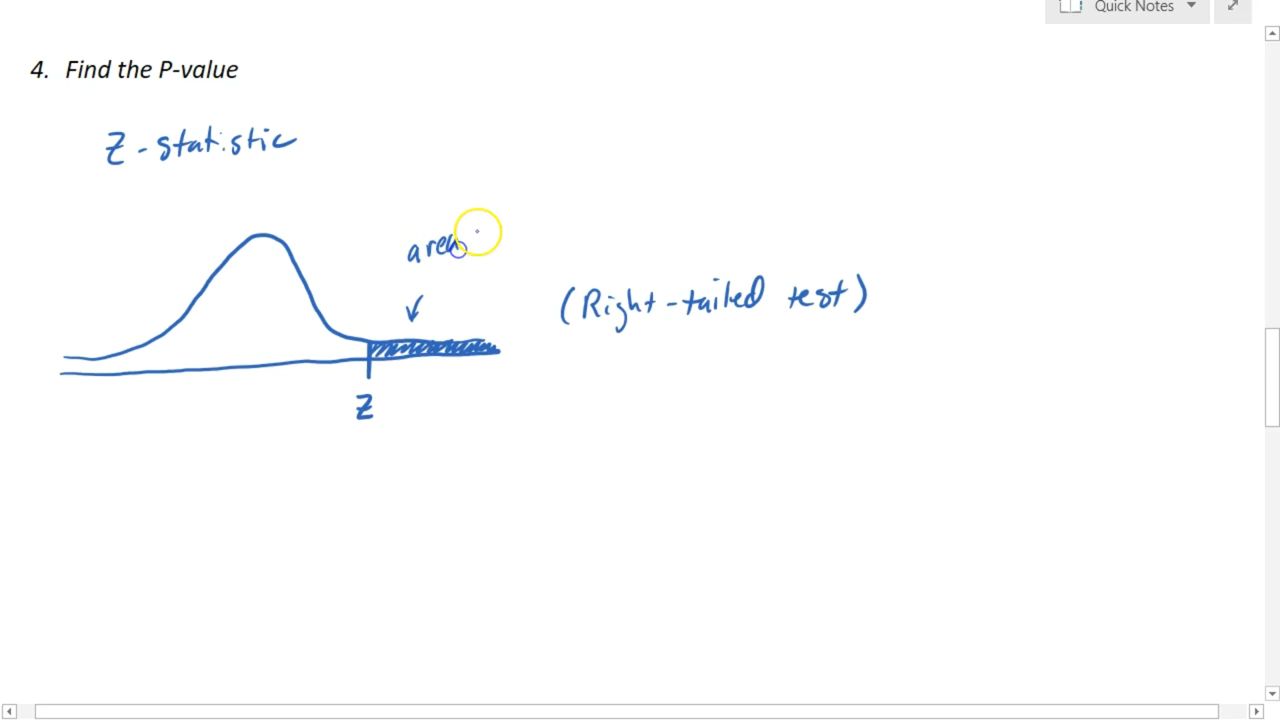 Quick Notes
4. Find the P-value
Z-statistic
area
(Right-tailed test)
Z